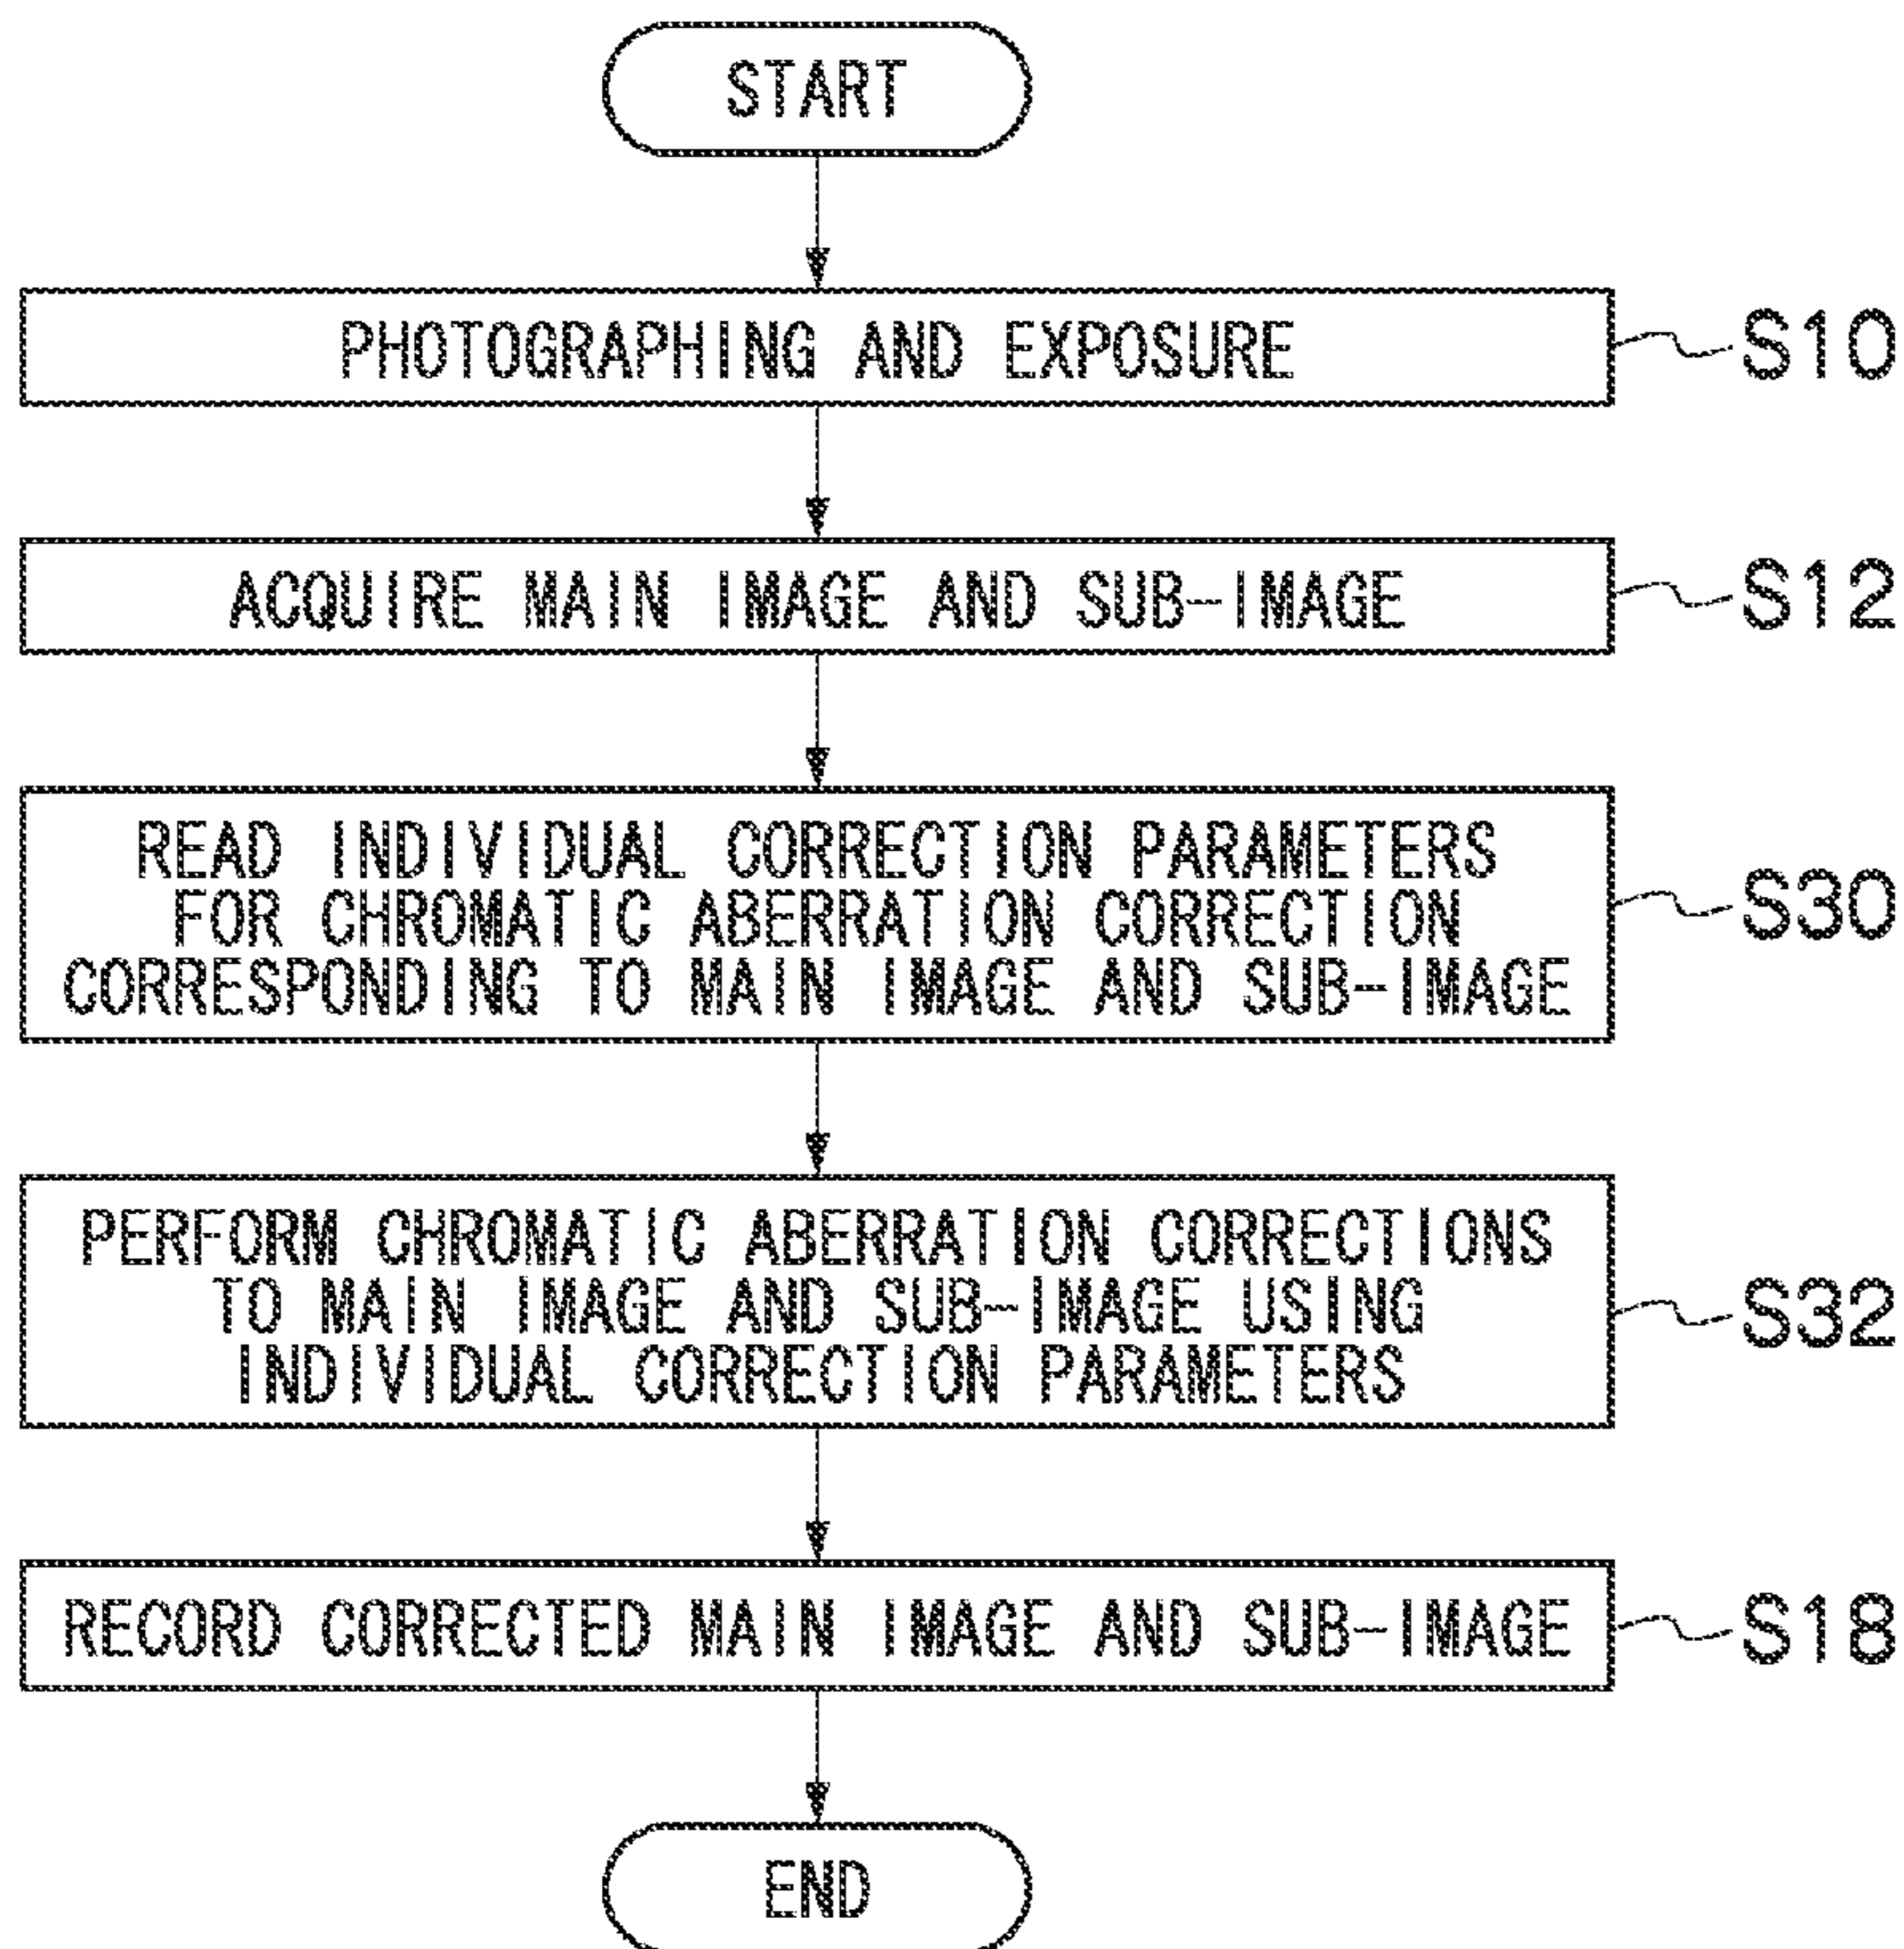 START
PHOTOGRAPHING AND EXPOSURE
S10
ACQUIRE MAIN IMAGE AND SUB-IMAGE
S12
READ INDIVIDUAL CORRECTION PARAMETERS
FOR CHROMATIC ABERRATION CORRECTION
CORRESPONDING TO MAIN IMAGE AND SUB-IMAGE
S30
PERFORM CHROMATIC ABERRATION CORRECTIONS
TO MAIN IMAGE AND SUB-IMAGE USING
INDIVIDUAL CORRECTION PARAMETERS
S32
RECORD CORRECTED MAIN IMAGE AND SUB-IMAGE
S18
END